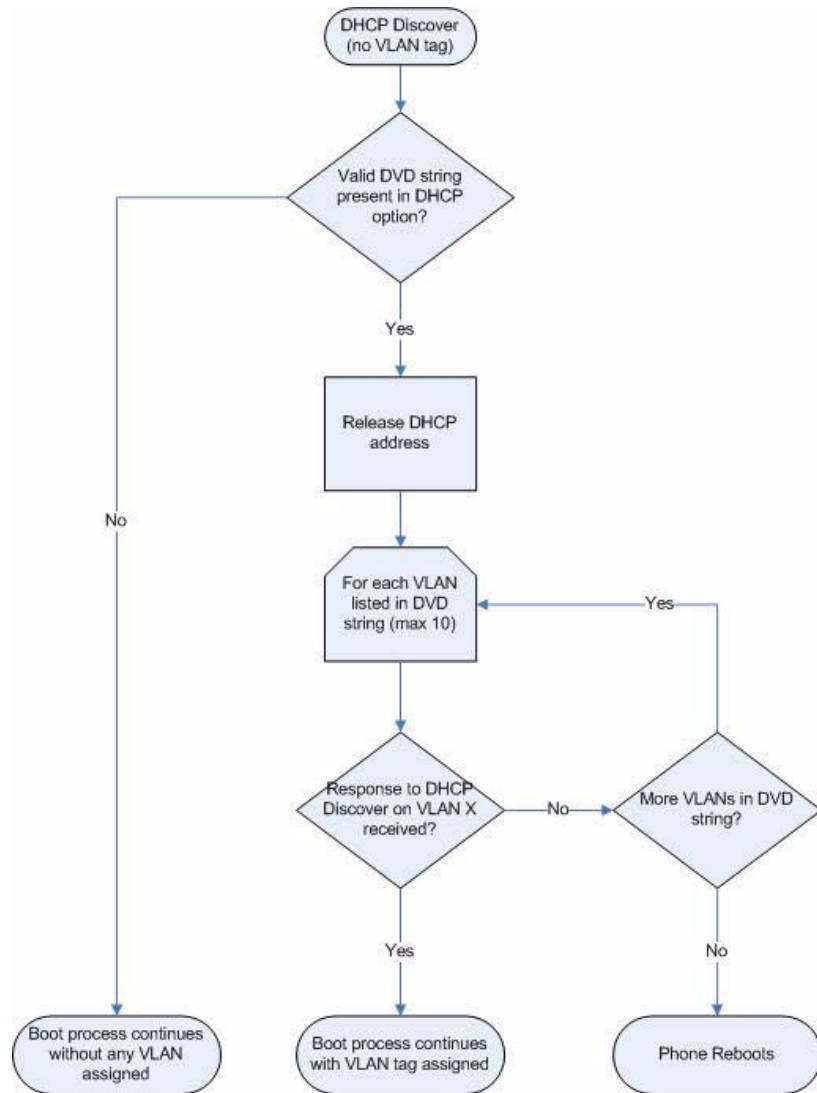 DHCP Discover
(no VLAN tag)
Valid DVD string
present in DHCP
option?
Yes
Release DHCP
address
No
For each VLAN
listed in DVD
string (max 10)
Yes
Response to DHCP
Discover on VLAN X
received?
No
More VLANs in DVD
string?
Yes
No
Boot process continues
without any VLAN
assigned
Boot process continues
with VLAN tag assigned
Phone Reboots